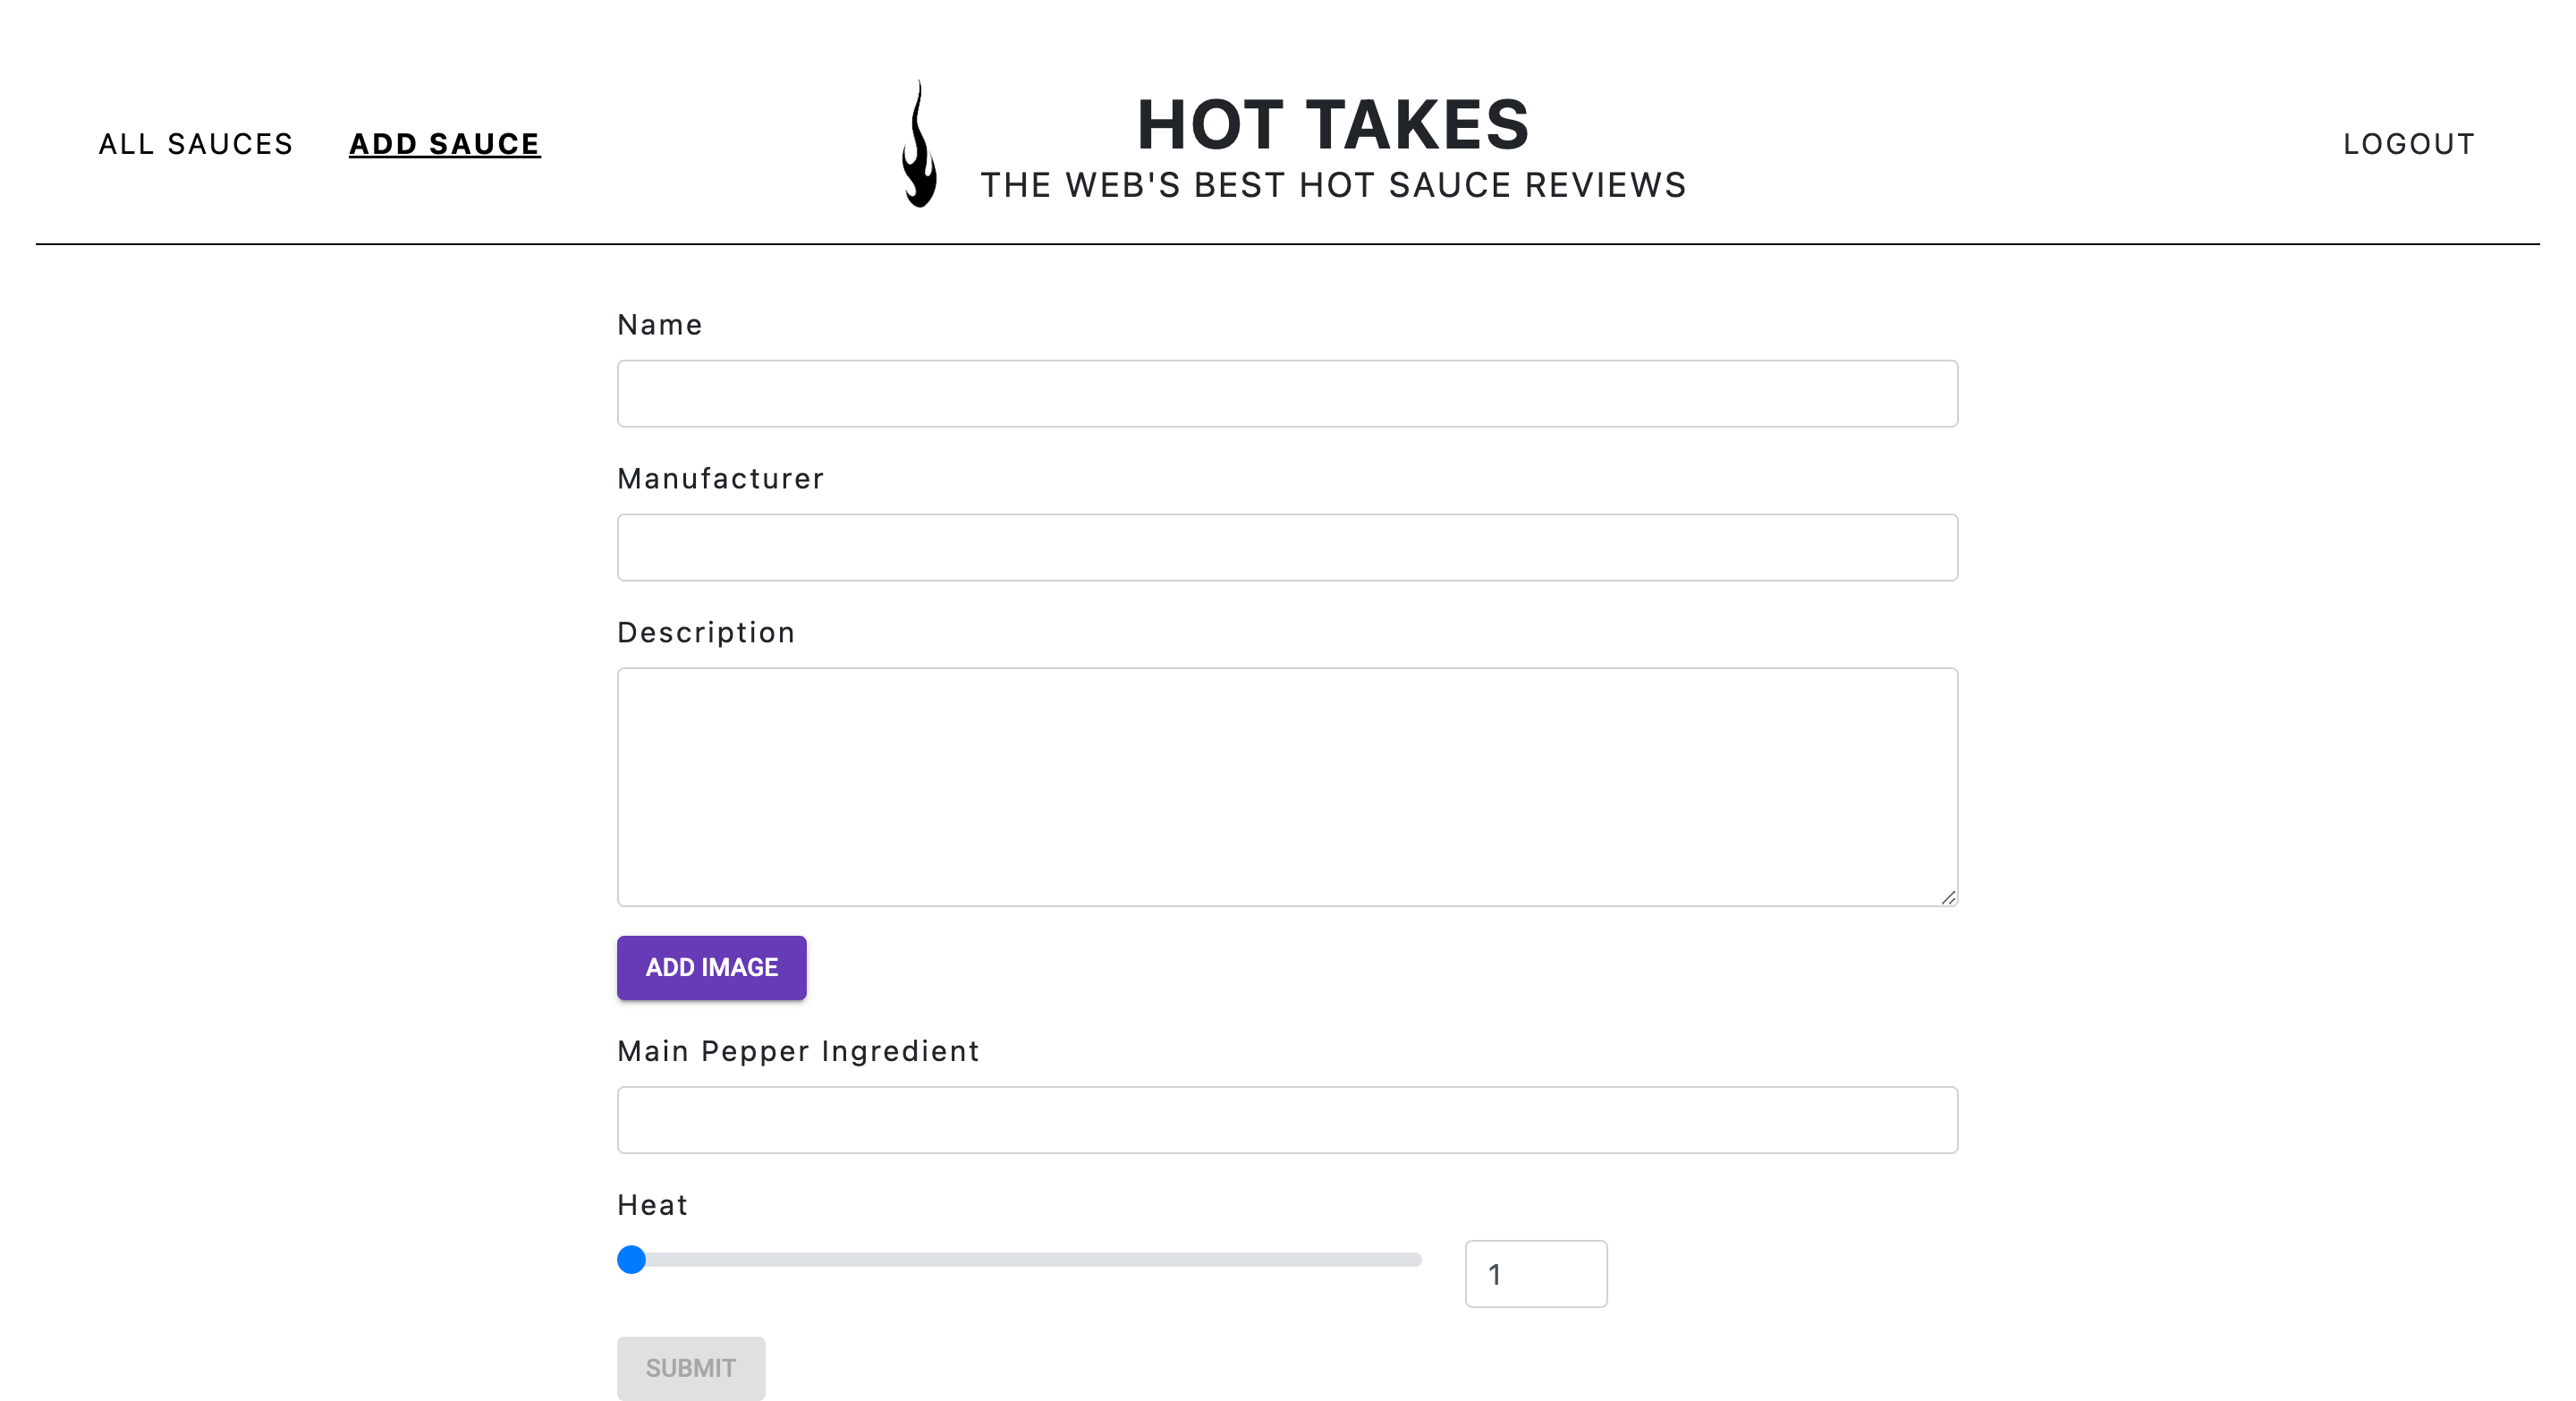 ALL SAUCES
ADD SAUCE
HOT TAKES
THE WEB'S BEST HOT SAUCE REVIEWS
LOGOUT
Name
Manufacturer
Description
ADD IMAGE
Main Pepper Ingredient
Heat
1
SUBMIT